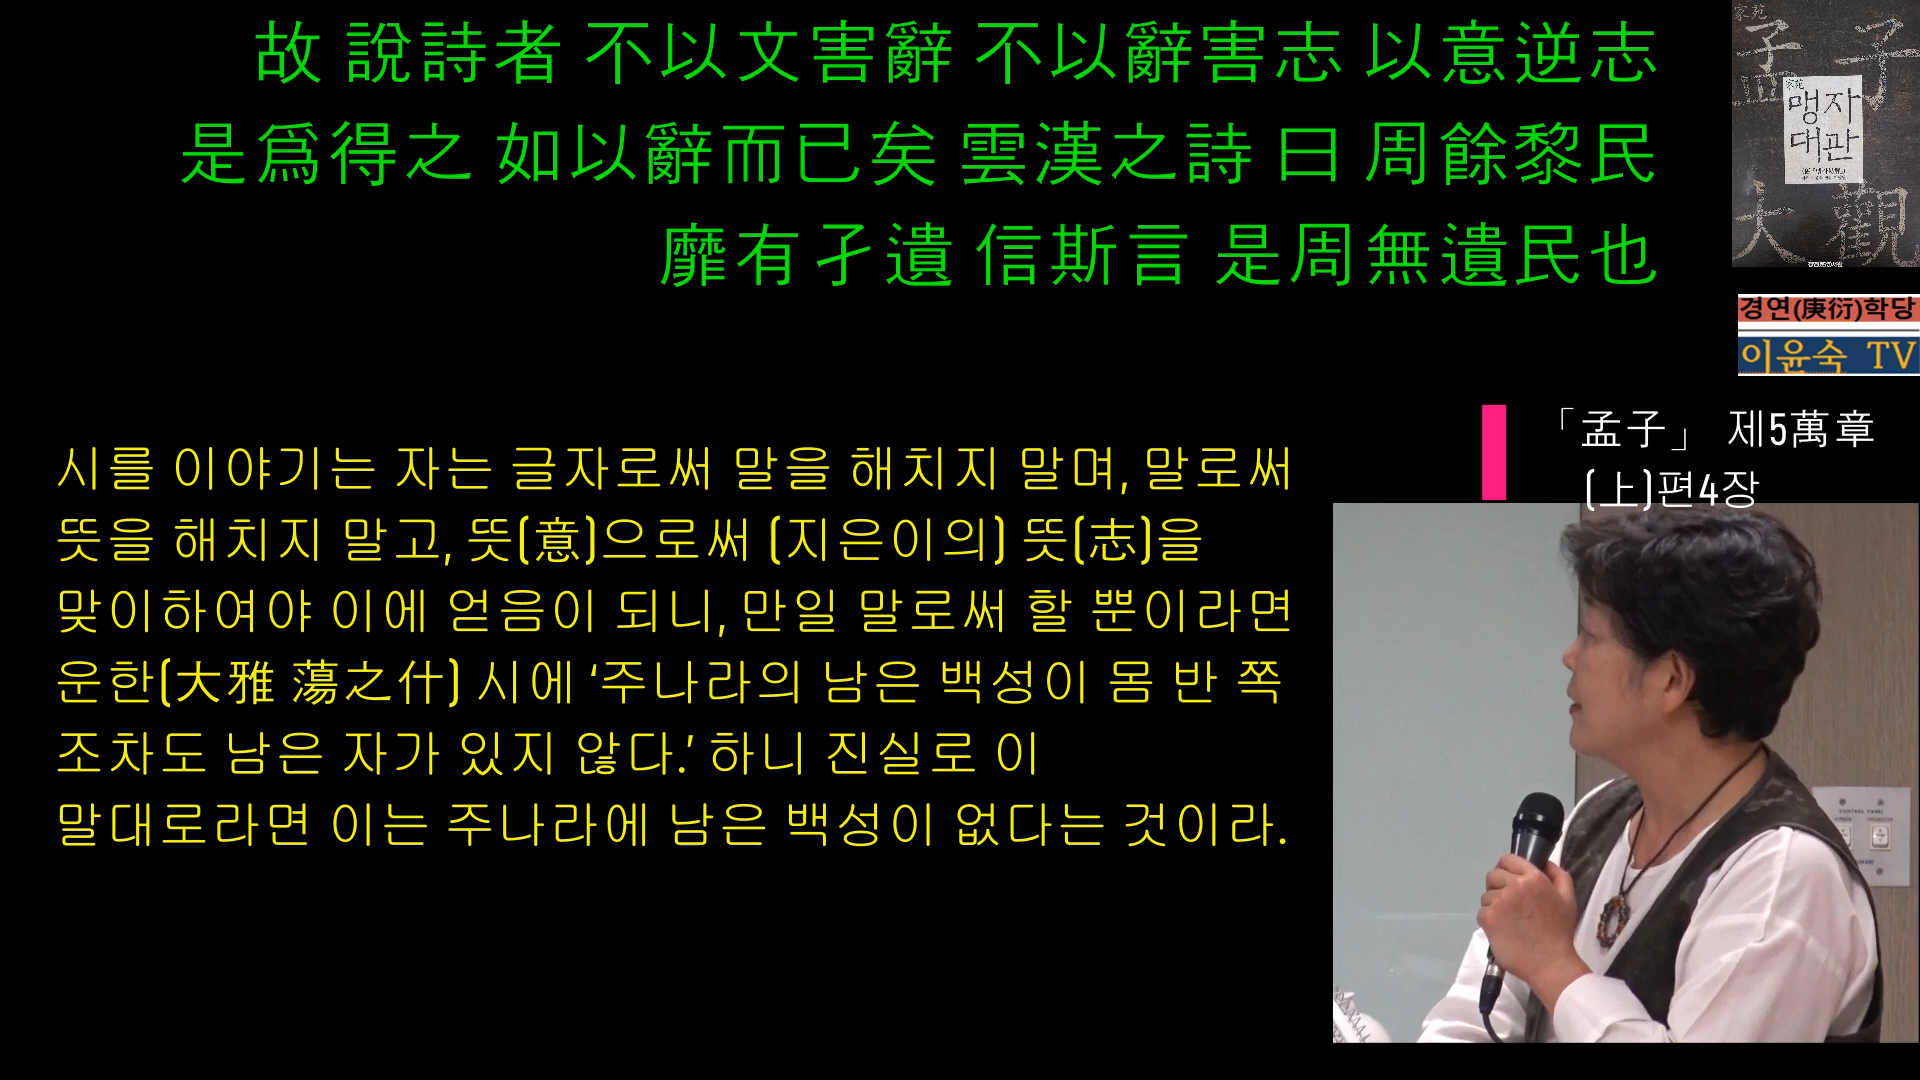 故 說詩者 不以文害辭 不以辭害志 以意逆志
是爲得之 如以辭而已矣 雲漢之詩 曰 周餘黎民
靡有孑遺 信斯言 是周無遺民也
家苑
孟子
家苑
맹자
대관
大觀
경연(庚衍)학당
이윤숙 TV
「孟子」 제5萬章
(上)편4장
시를 이야기는 자는 글자로써 말을 해치지 말며, 말로써
뜻을 해치지 말고, 뜻(意)으로써 (지은이의) 뜻(志)을
맞이하여야 이에 얻음이 되니, 만일 말로써 할 뿐이라면
운한(大雅 蕩之什) 시에 ‘주나라의 남은 백성이 몸 반 쪽
조차도 남은 자가 있지 않다.’ 하니 진실로 이
말대로라면 이는 주나라에 남은 백성이 없다는 것이라.
CONTROL PANEL